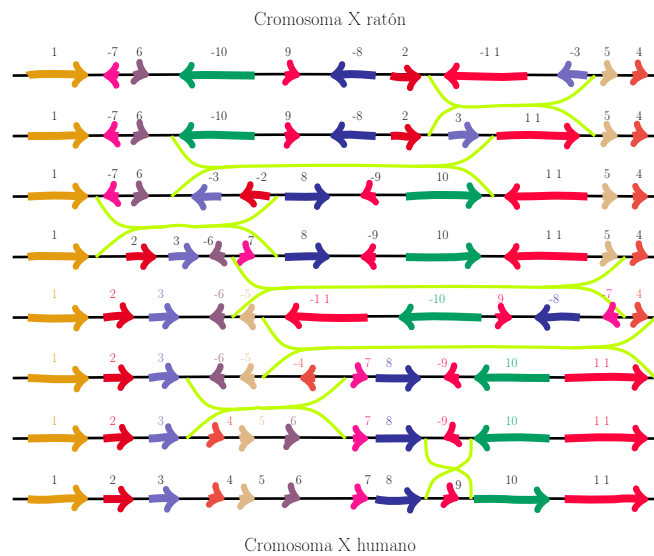 Cromosoma X ratón
1 -7 6 -10 9 -8 2 -1 1 -3 5 4
1 -7 6 -10 9 -8 2 3 1 1 5 4
1 -7 6 -3 -2 8 -9 10 1 1 5 4
1 2 3 -6 7 8 -9 10 1 1 5 4
1 2 3 -6 -5 -1 1 -10 9 -8 -7 4
1 2 3 -6 -5 -4 7 8 -9 10 1 1
1 2 3 4 5 6 7 8 -9 10 1 1
1 2 3 4 5 6 7 8 9 10 1 1
Cromosoma X humano